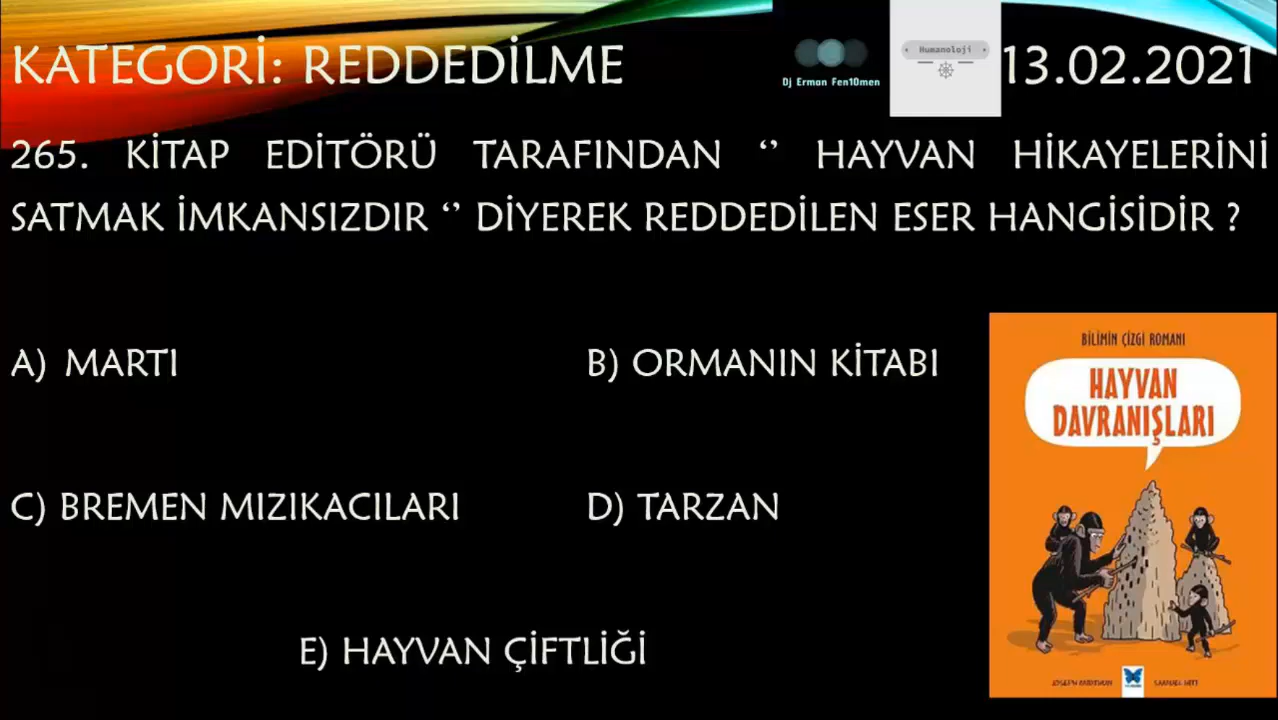 KATEGORİ: REDDEDİLME
Dj Erman Fen10men
Humanoloji
13.02.2021
265. KİTAP EDİTÖRÜ TARAFINDAN ‘’ HAYVAN HİKAYELERİNİ
SATMAK İMKANSIZDIR ‘’ DİYEREK REDDEDİLEN ESER HANGİSİDİR ?
A) MARTI
B) ORMANIN KİTABI
C) BREMEN MIZIKACILARI
D) TARZAN
E) HAYVAN ÇİFTLİĞİ
BİLİMİN ÇİZGİ ROMANI
HAYVAN
DAVRANIŞLARI